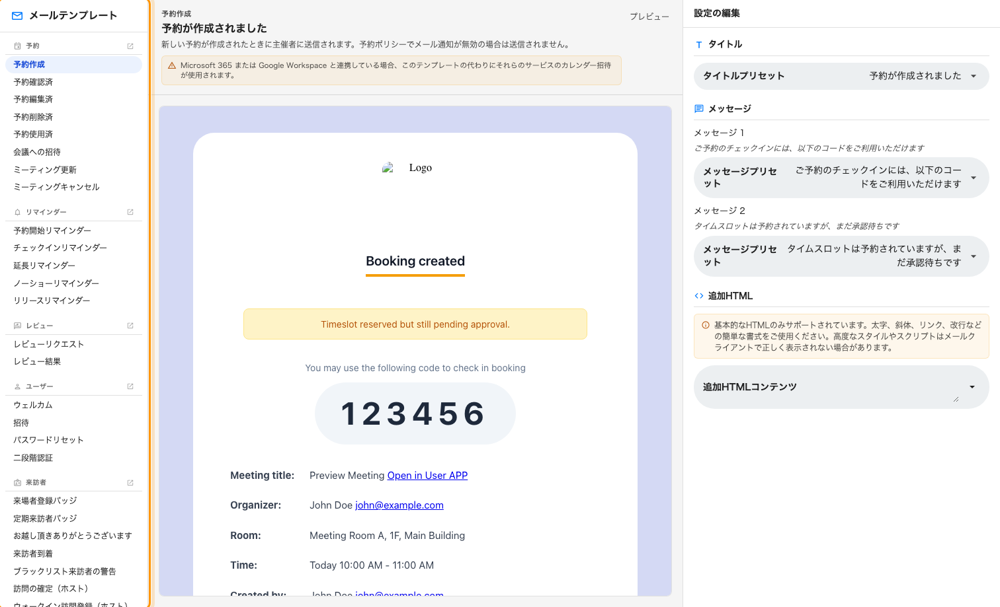 メールテンプレート
予約
予約作成
予約確認済
予約編集済
予約削除済
予約使用済
会議への招待
ミーティング更新
ミーティングキャンセル
リマインダー
予約開始リマインダー
チェックインリマインダー
延長リマインダー
ノーショーリマインダー
リリースリマインダー
レビュー
レビューリクエスト
レビュー結果
ユーザー
ウェルカム
招待
パスワードリセット
二段階認証
来訪者
来場者登録バッジ
定期来訪者バッジ
お越し頂きありがとうございます
来訪者到着
ブラックリスト来訪者の警告
訪問の確定（ホスト）
ウォークイン訪問登録（ホスト）
予約作成
予約が作成されました
新しい予約が作成されたときに主催者に送信されます。予約ポリシーでメール通知が無効の場合は送信されません。
プレビュー
Microsoft 365 または Google Workspace と連携している場合、このテンプレートの代わりにそれらのサービスのカレンダー招待
が使用されます。
Logo
Booking created
Timeslot reserved but still pending approval.
You may use the following code to check in booking
123456
Meeting title: Preview Meeting Open in User APP
Organizer: John Doe john@example.com
Room: Meeting Room A, 1F, Main Building
Time: Today 10:00 AM - 11:00 AM
Created by: John Doe john@example.com
設定の編集
タイトル
タイトルプリセット 予約が作成されました
メッセージ
メッセージ 1
ご予約のチェックインには、以下のコードをご利用いただけます
メッセージプリセ
ット
ご予約のチェックインには、以下のコー
ドをご利用いただけます
メッセージ 2
タイムスロットは予約されていますが、まだ承認待ちです
メッセージプリセ
ット
タイムスロットは予約されていますが、ま
だ承認待ちです
追加HTML
基本的なHTMLのみサポートされています。太字、斜体、リンク、改行など
の簡単な書式をご使用ください。高度なスタイルやスクリプトはメールク
ライアントで正しく表示されない場合があります。
追加HTMLコンテンツ